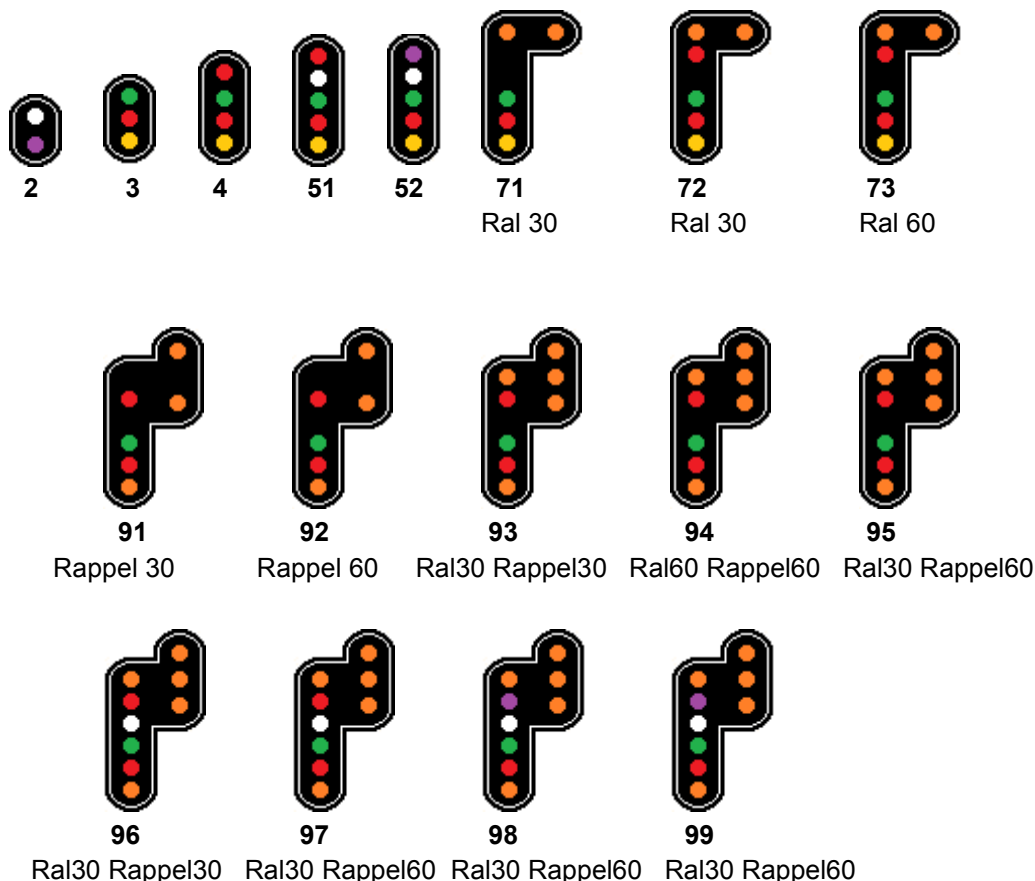 2 3 4 51 52 71 72 73
Ral 30 Ral 30 Ral 60
91 92 93 94 95
Rappel 30 Rappel 60 Ral30 Rappel30 Ral60 Rappel60 Ral30 Rappel60
96 97 98 99
Ral30 Rappel30 Ral30 Rappel60 Ral30 Rappel60 Ral30 Rappel60